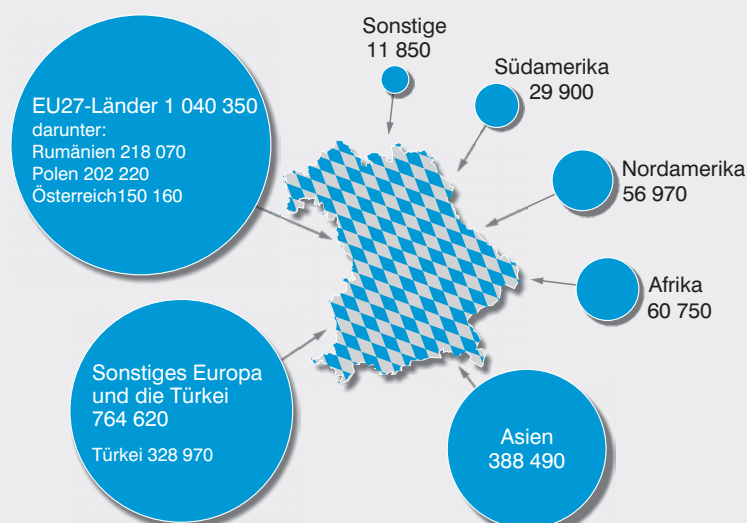 Sonstige
11 850
Südamerika
29 900
EU27-Länder 1 040 350
darunter:
Rumänien 218 070
Polen 202 220
Österreich150 160
Nordamerika
56 970
Afrika
60 750
Sonstiges Europa
und die Türkei
764 620
Türkei 328 970
Asien
388 490